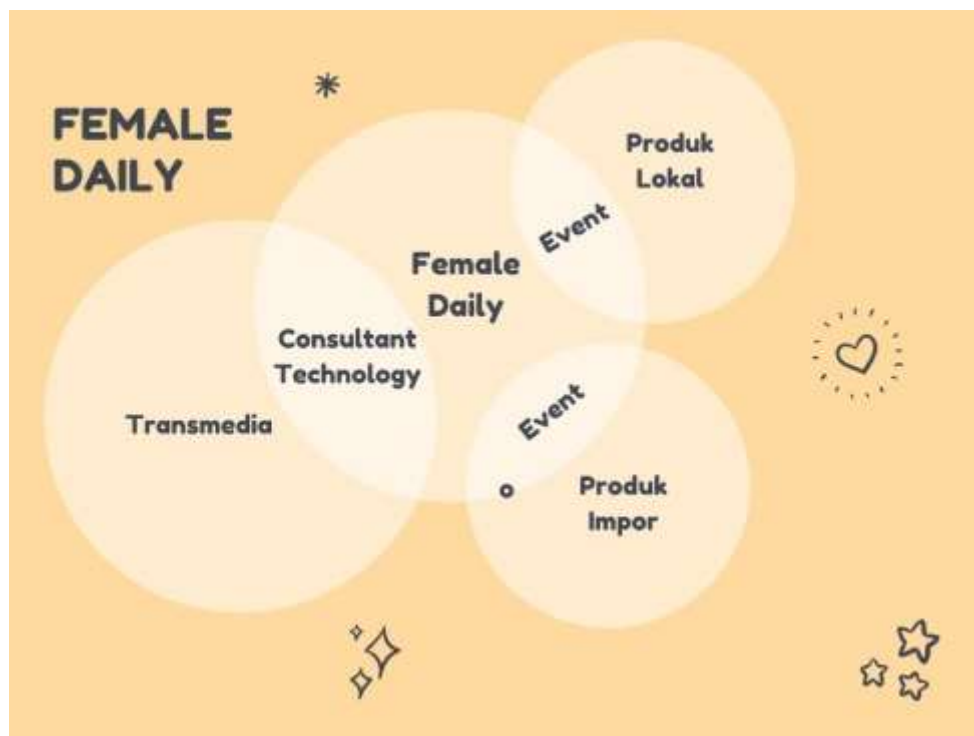 FEMALE
DAILY
Produk
Lokal
Event
Female
Daily
Consultant
Technology
Transmedia
Event
Produk
Impor